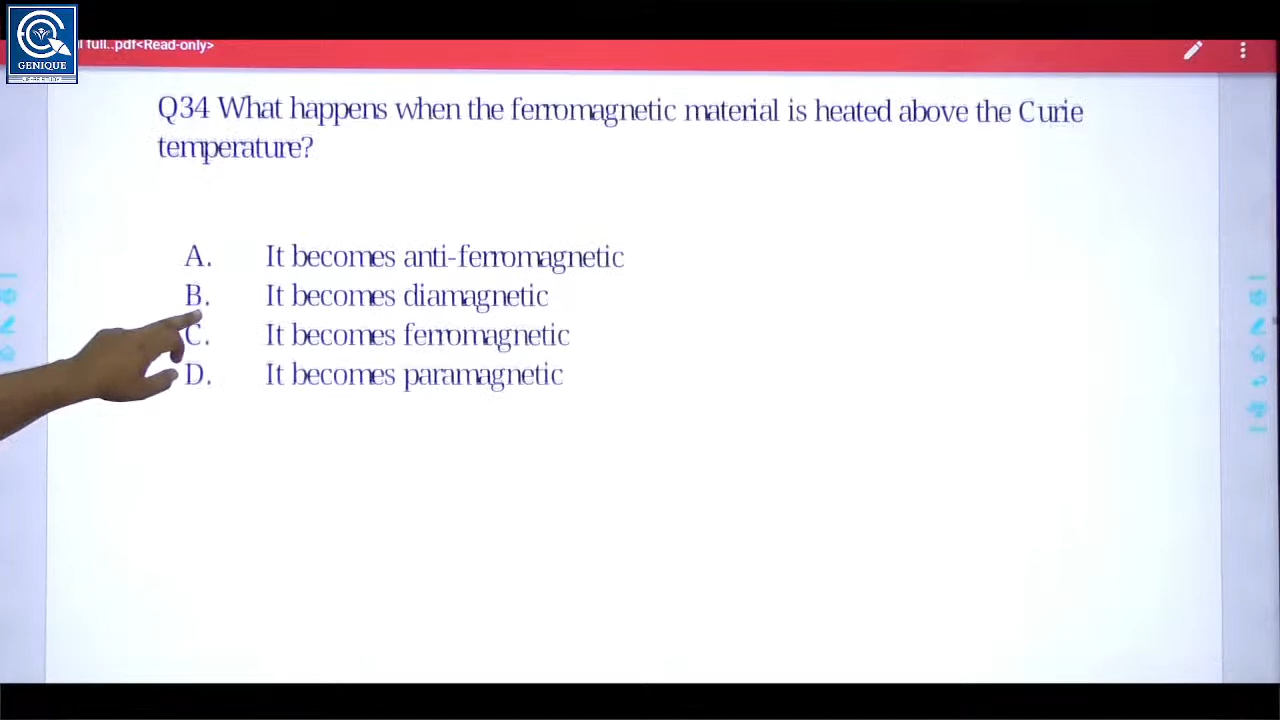 GENIQUE
full..pdf<Read-only>
Q34 What happens when the ferromagnetic material is heated above the Curie
temperature?
A. It becomes anti-ferromagnetic
B. It becomes diamagnetic
C. It becomes ferromagnetic
D. It becomes paramagnetic